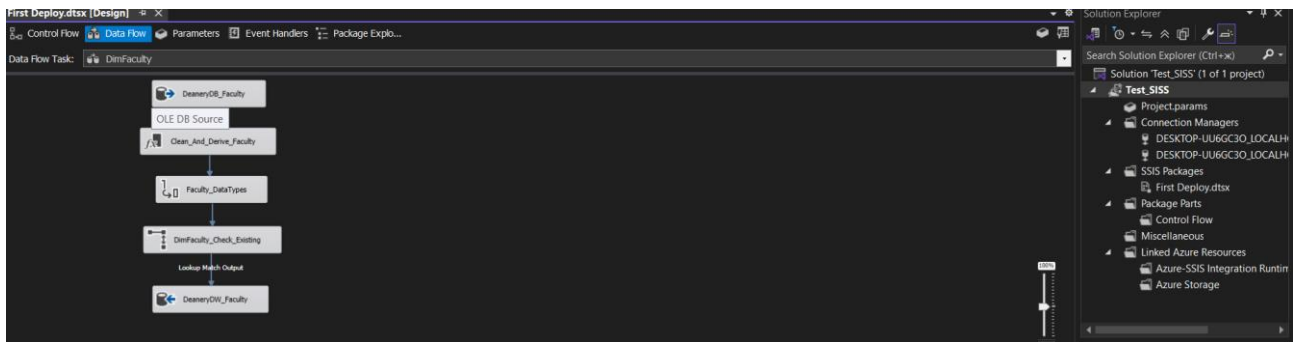 First Deploy.dtsx [Design]
Solution Explorer
Control Flow Data Flow Parameters Event Handlers Package Explo...
Search Solution Explorer (Ctrl+ж)
Data Flow Task: DimFaculty
Solution 'Test_SISS' (1 of 1 project)
Test_SISS
Project.params
Connection Managers
DESKTOP-UU6GC3O_LOCALH
DESKTOP-UU6GC3O_LOCALH
SSIS Packages
First Deploy.dtsx
Package Parts
Control Flow
Miscellaneous
Linked Azure Resources
Azure-SSIS Integration Runtim
Azure Storage
DeaneryDB_Faculty
OLE DB Source
Clean_And_Derive_Faculty
Faculty_DataTypes
DimFaculty_Check_Existing
Lookup Match Output
DeaneryDW_Faculty
100%